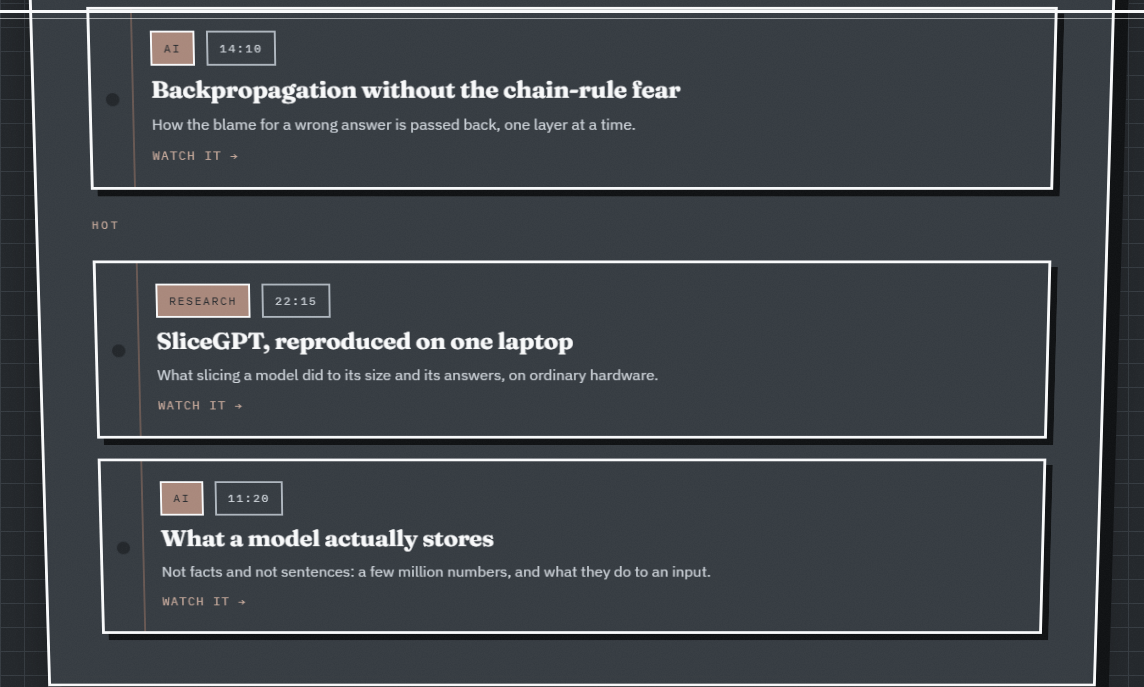 AI 14:10
Backpropagation without the chain-rule fear
How the blame for a wrong answer is passed back, one layer at a time.
WATCH IT →
HOT
RESEARCH 22:15
SliceGPT, reproduced on one laptop
What slicing a model did to its size and its answers, on ordinary hardware.
WATCH IT →
AI 11:20
What a model actually stores
Not facts and not sentences: a few million numbers, and what they do to an input.
WATCH IT →